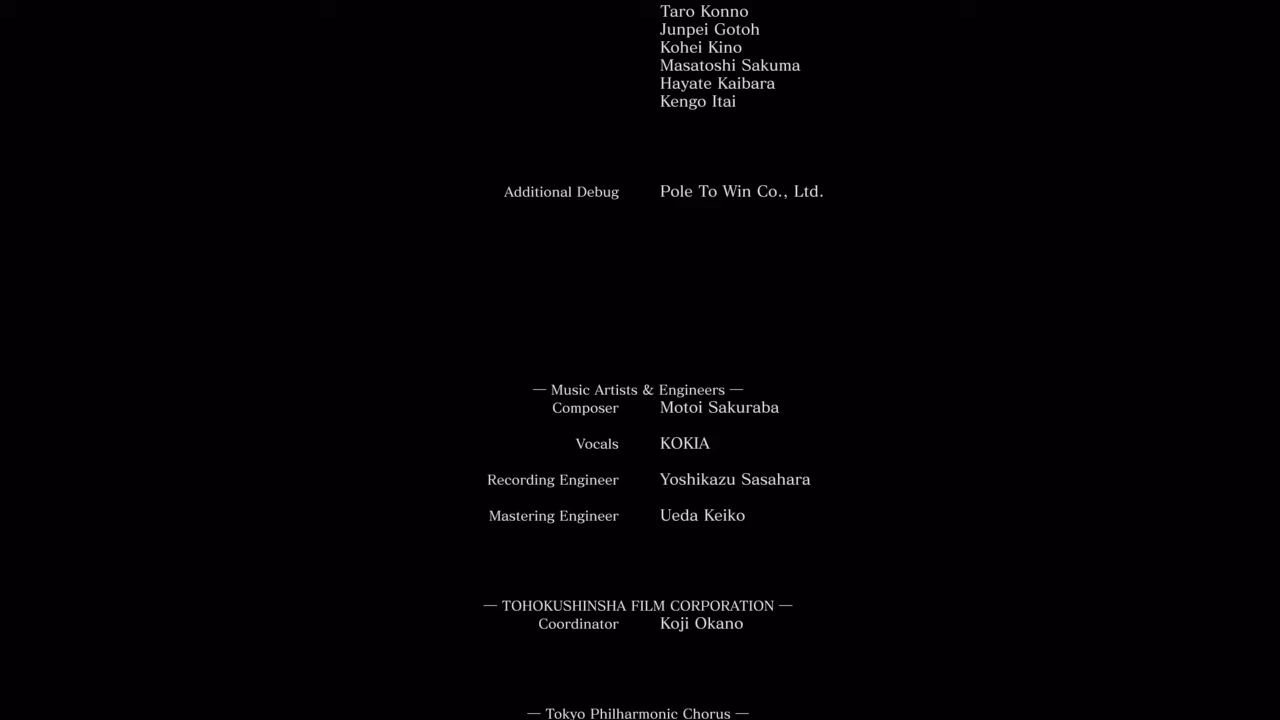 Taro Konno
Junpei Gotoh
Kohei Kino
Masatoshi Sakuma
Hayate Kaibara
Kengo Itai
Additional Debug Pole To Win Co., Ltd.
— Music Artists & Engineers —
Composer Motoi Sakuraba
Vocals KOKIA
Recording Engineer Yoshikazu Sasahara
Mastering Engineer Ueda Keiko
— TOHOKUSHINSHA FILM CORPORATION —
Coordinator Koji Okano
— Tokyo Philharmonic Chorus —